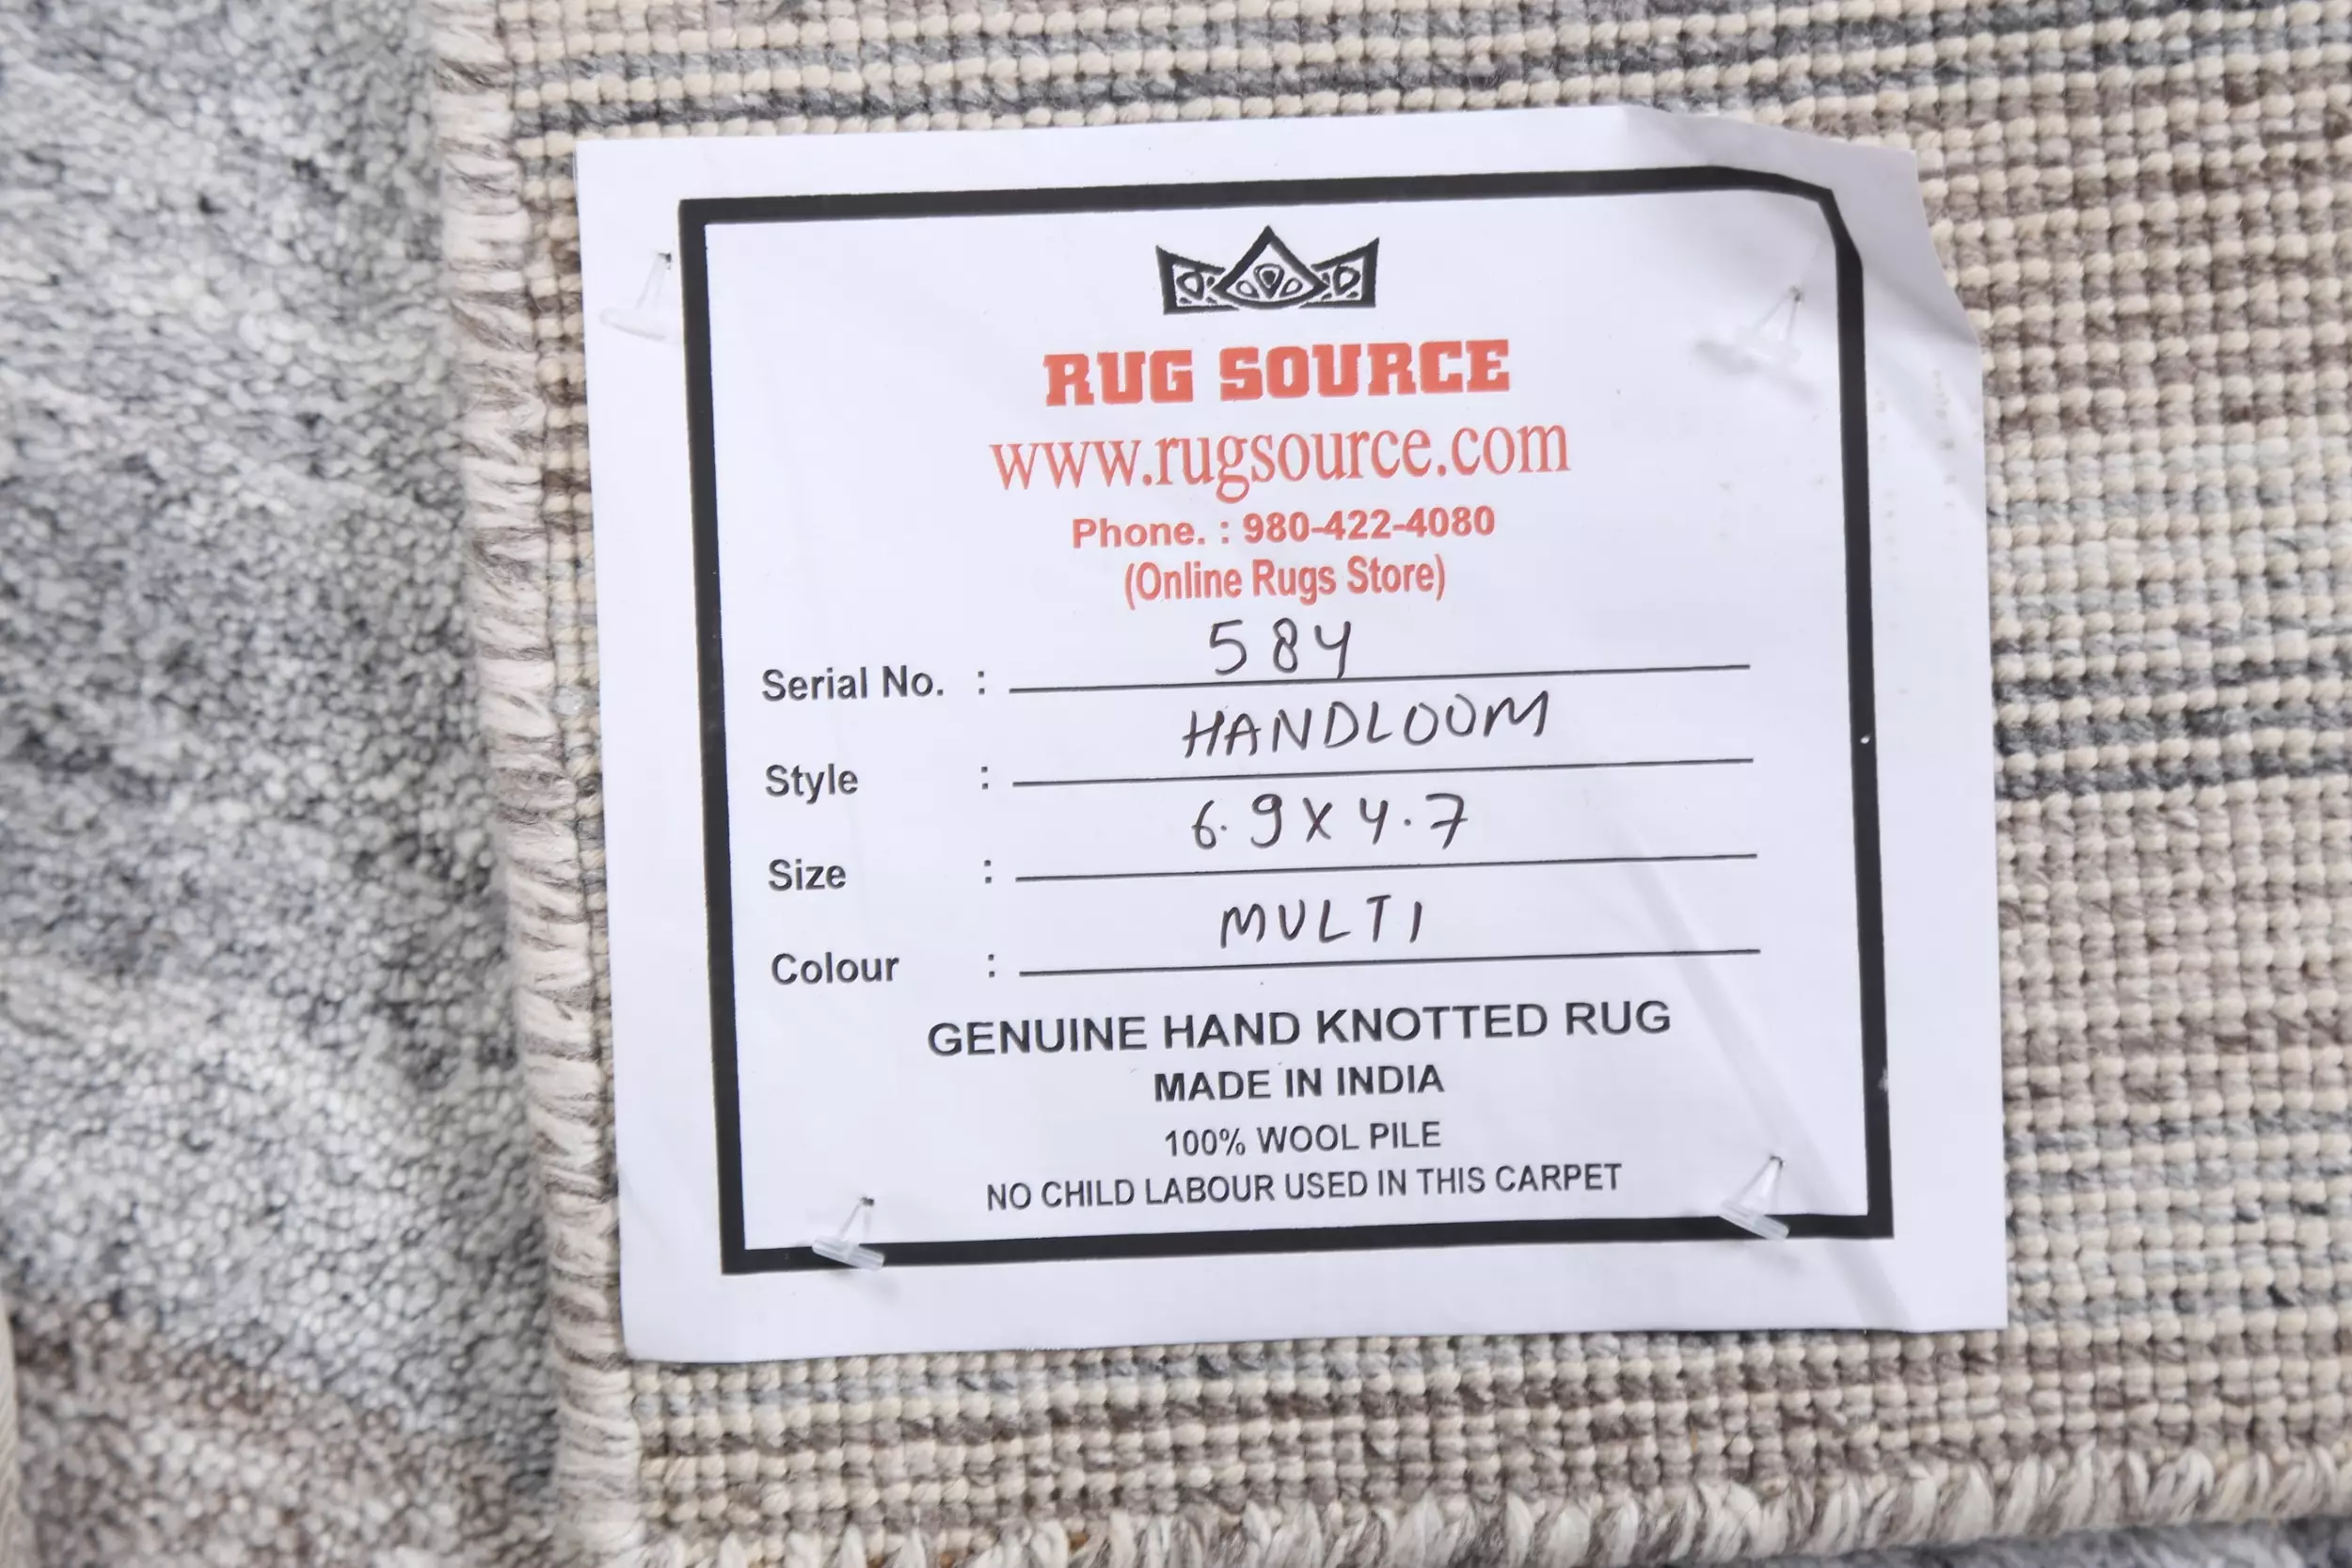 RUG SOURCE
www.rugsource.com
Phone. : 980-422-4080
(Online Rugs Store)
Serial No. : 584
Style : HANDLOOM
Size : 6.9 X 4.7
Colour : MULTI
GENUINE HAND KNOTTED RUG
MADE IN INDIA
100% WOOL PILE
NO CHILD LABOUR USED IN THIS CARPET